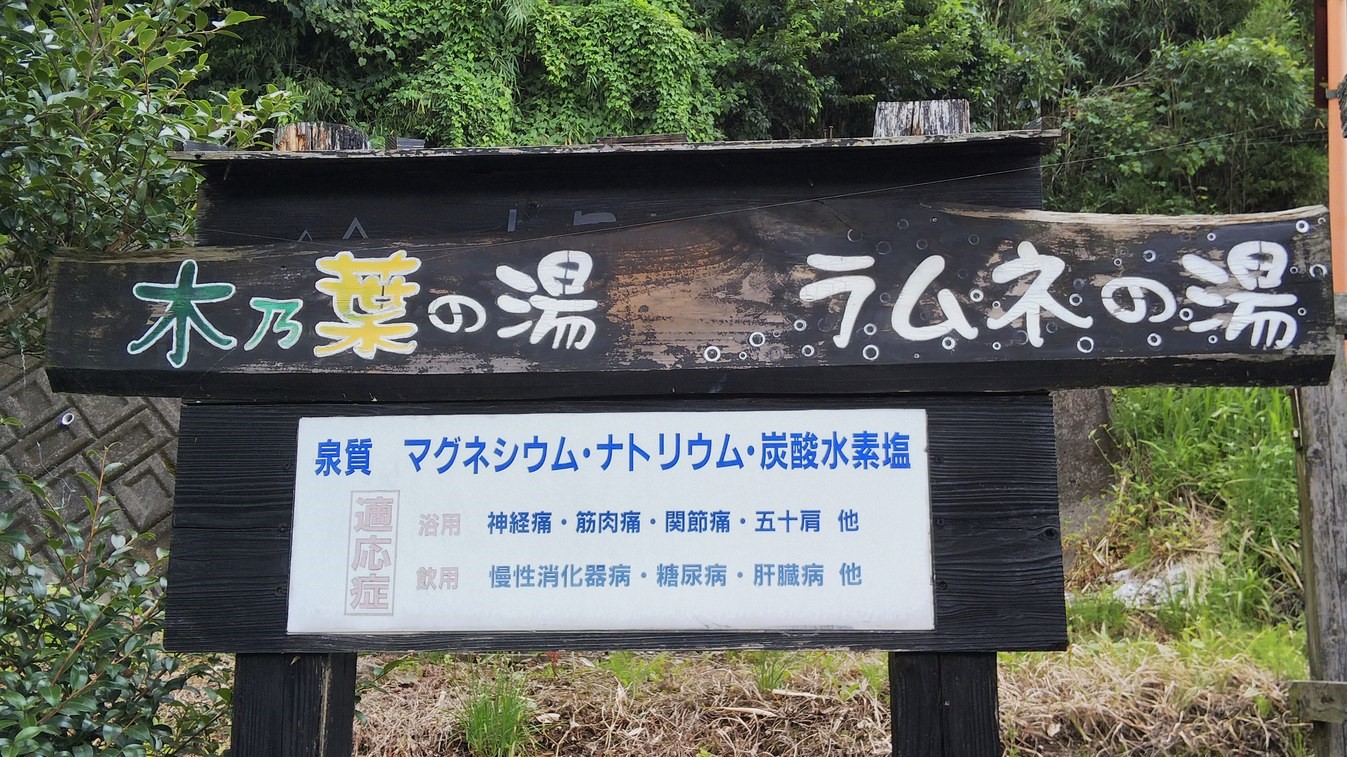 木乃葉の湯 ラムネの湯
泉質 マグネシウム・ナトリウム・炭酸水素塩
適応症
浴用 神経痛・筋肉痛・関節痛・五十肩 他
飲用 慢性消化器病・糖尿病・肝臓病 他